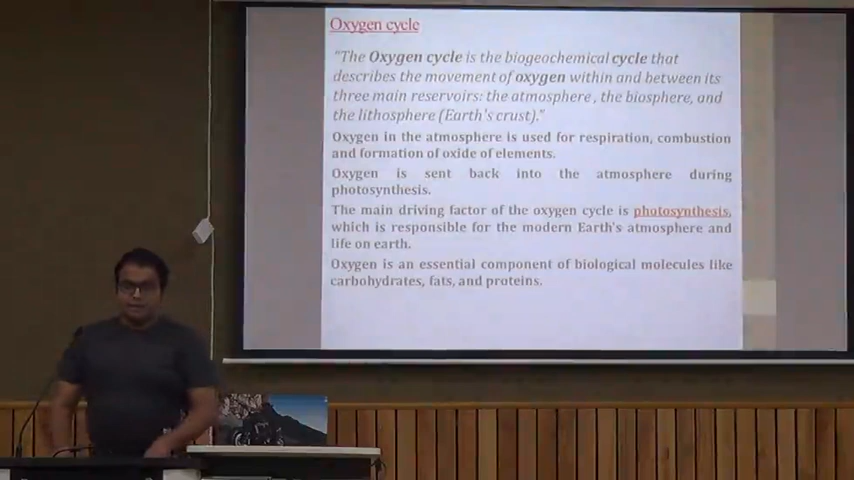 Oxygen cycle
"The Oxygen cycle is the biogeochemical cycle that
describes the movement of oxygen within and between its
three main reservoirs: the atmosphere , the biosphere, and
the lithosphere (Earth's crust)."
Oxygen in the atmosphere is used for respiration, combustion
and formation of oxide of elements.
Oxygen is sent back into the atmosphere during
photosynthesis.
The main driving factor of the oxygen cycle is photosynthesis,
which is responsible for the modern Earth's atmosphere and
life on earth.
Oxygen is an essential component of biological molecules like
carbohydrates, fats, and proteins.